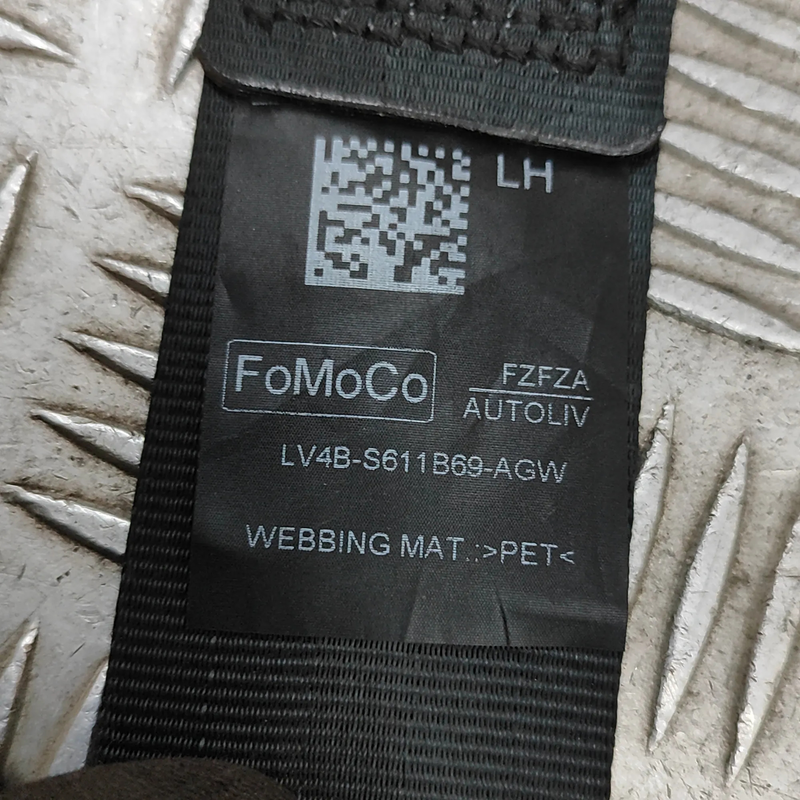 LH
FoMoCo
FZFZA
AUTOLIV
LV4B-S611B69-AGW
WEBBING MAT.:>PET<